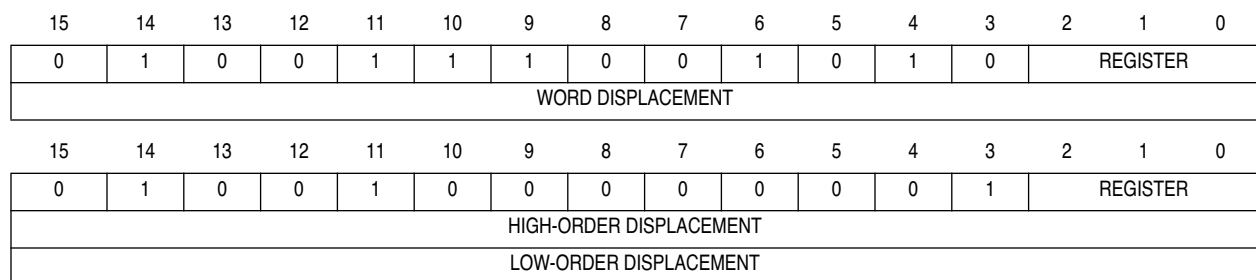 15 14 13 12 11 10 9 8 7 6 5 4 3 2 1 0
0 1 0 0 1 1 1 0 0 1 0 1 0 REGISTER
WORD DISPLACEMENT
15 14 13 12 11 10 9 8 7 6 5 4 3 2 1 0
0 1 0 0 1 0 0 0 0 0 0 0 1 REGISTER
HIGH-ORDER DISPLACEMENT
LOW-ORDER DISPLACEMENT